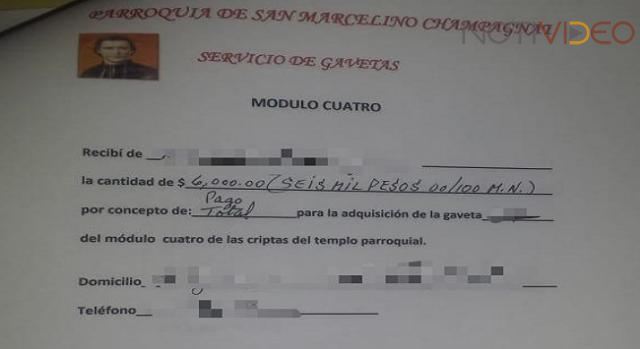 PARROQUIA DE SAN MARCELINO CHAMPAGNAT
NOTIVIDEO
SERVICIO DE GAVETAS
MODULO CUATRO
Recibí de
la cantidad de $ 6,000.00 (SEIS MIL PESOS 00/100 M.N.)
por concepto de: Pago Total para la adquisición de la gaveta
del módulo cuatro de las criptas del templo parroquial.
Domicilio
Teléfono